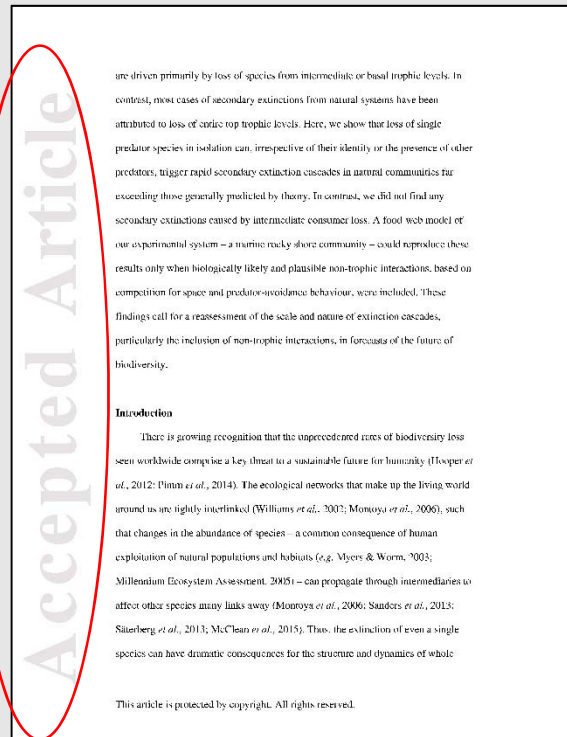 Accepted Article
are driven primarily by loss of species from intermediate or basal trophic levels. In
contrast, most cases of secondary extinctions from natural systems have been
attributed to loss of entire top trophic levels. Here, we show that loss of single
predator species in isolation can, irrespective of their identity or the presence of other
predators, trigger rapid secondary extinction cascades in natural communities far
exceeding those generally predicted by theory. In contrast, we did not find any
secondary extinctions caused by intermediate consumer loss. A food web model of
our experimental system – a marine rocky shore community – could reproduce these
results only when biologically likely and plausible non-trophic interactions, based on
competition for space and predator-avoidance behaviour, were included. These
findings call for a reassessment of the scale and nature of extinction cascades,
particularly the inclusion of non-trophic interactions, in forecasts of the future of
biodiversity.
Introduction
There is growing recognition that the unprecedented rates of biodiversity loss
seen worldwide comprise a key threat to a sustainable future for humanity (Hooper et
al., 2012; Pimm et al., 2014). The ecological networks that make up the living world
around us are tightly interlinked (Williams et al., 2002; Montoya et al., 2006), such
that changes in the abundance of species – a common consequence of human
exploitation of natural populations and habitats (e.g. Myers & Worm, 2003;
Millennium Ecosystem Assessment, 2005) – can propagate through intermediaries to
affect other species many links away (Montoya et al., 2006; Sanders et al., 2013;
Säterberg et al., 2013; McClean et al., 2015). Thus, the extinction of even a single
species can have dramatic consequences for the structure and dynamics of whole
This article is protected by copyright. All rights reserved.